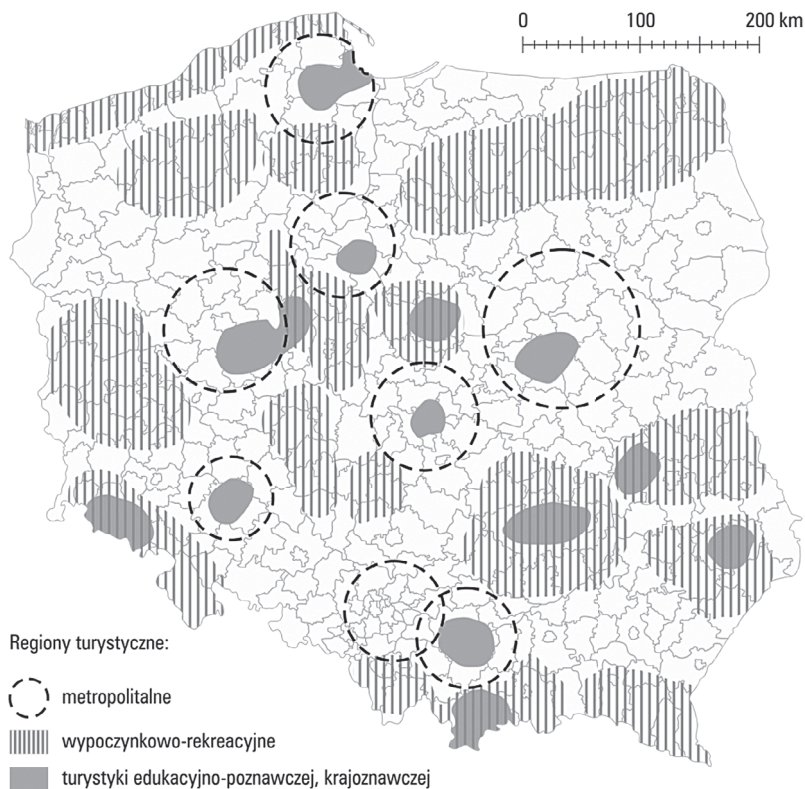 0 100 200 km
Regiony turystyczne:
metropolitalne
wypoczynkowo-rekreacyjne
turystyki edukacyjno-poznawczej, krajoznawczej